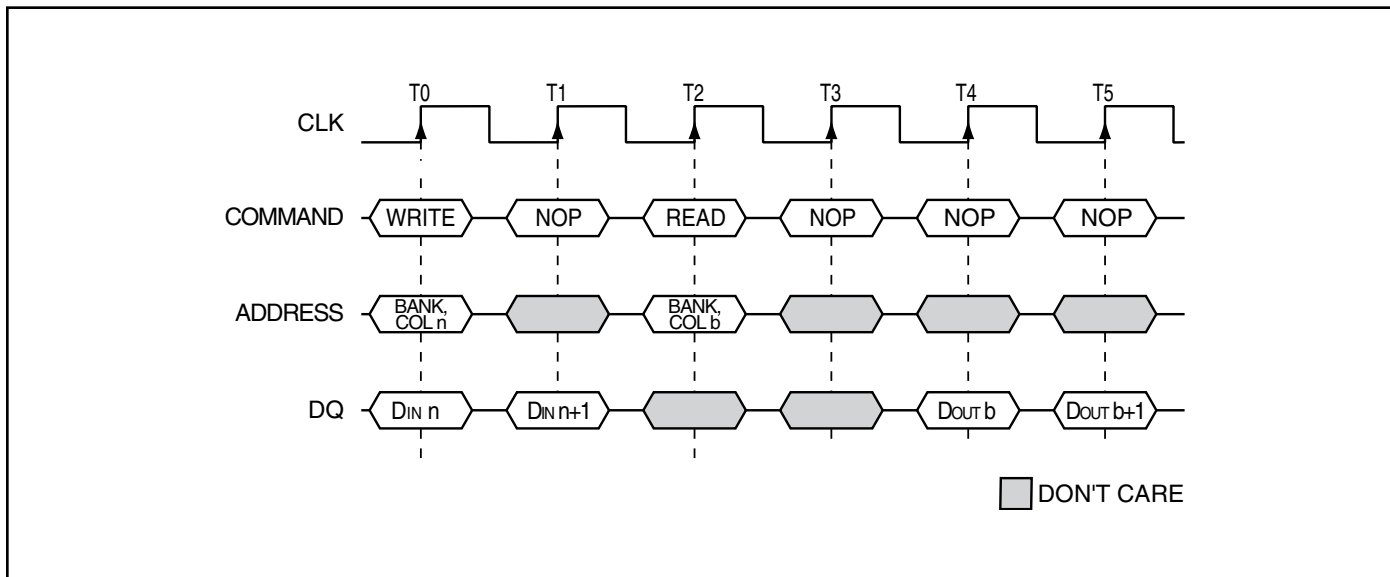 T0 T1 T2 T3 T4 T5
CLK
COMMAND WRITE NOP READ NOP NOP NOP
ADDRESS BANK, COL n BANK, COL b
DQ DIN n DIN n+1 DOUT b DOUT b+1
DON'T CARE